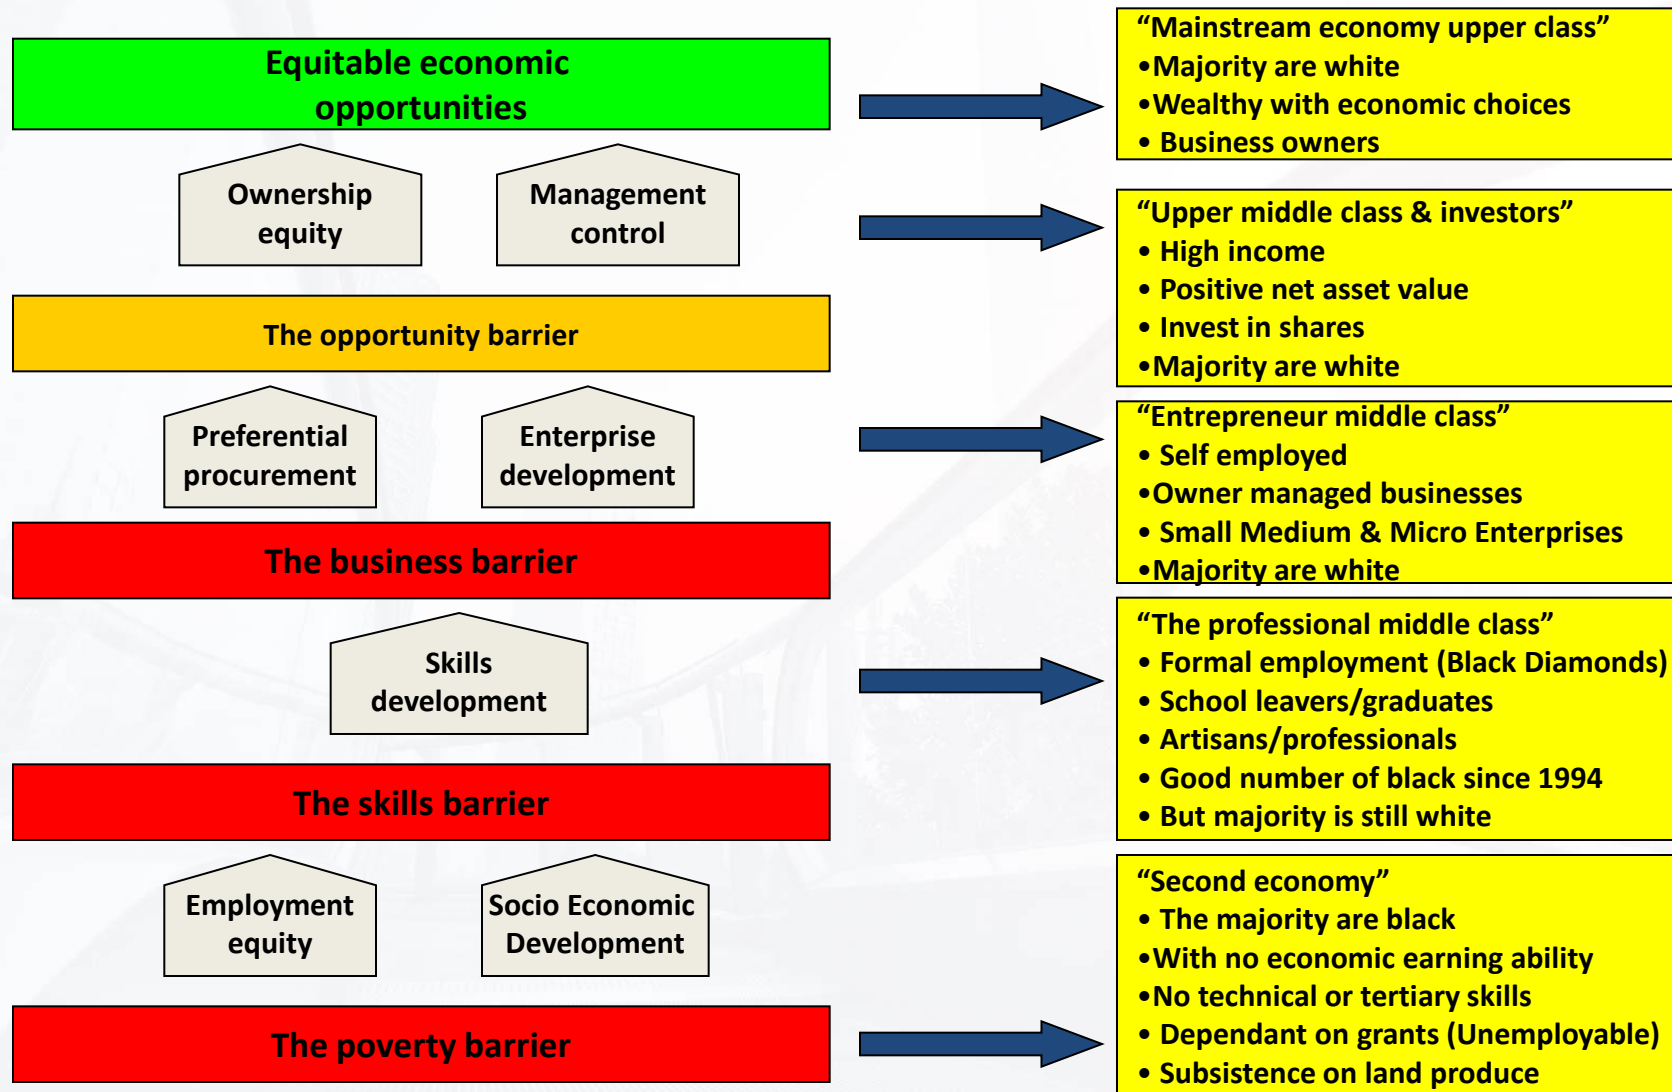 Equitable economic
opportunities
Ownership
equity
Management
control
The opportunity barrier
Preferential
procurement
Enterprise
development
The business barrier
Skills
development
The skills barrier
Employment
equity
Socio Economic
Development
The poverty barrier
“Mainstream economy upper class”
•Majority are white
•Wealthy with economic choices
• Business owners
“Upper middle class & investors”
• High income
• Positive net asset value
• Invest in shares
•Majority are white
“Entrepreneur middle class”
• Self employed
•Owner managed businesses
• Small Medium & Micro Enterprises
•Majority are white
“The professional middle class”
• Formal employment (Black Diamonds)
• School leavers/graduates
• Artisans/professionals
• Good number of black since 1994
• But majority is still white
“Second economy”
• The majority are black
•With no economic earning ability
•No technical or tertiary skills
• Dependant on grants (Unemployable)
• Subsistence on land produce